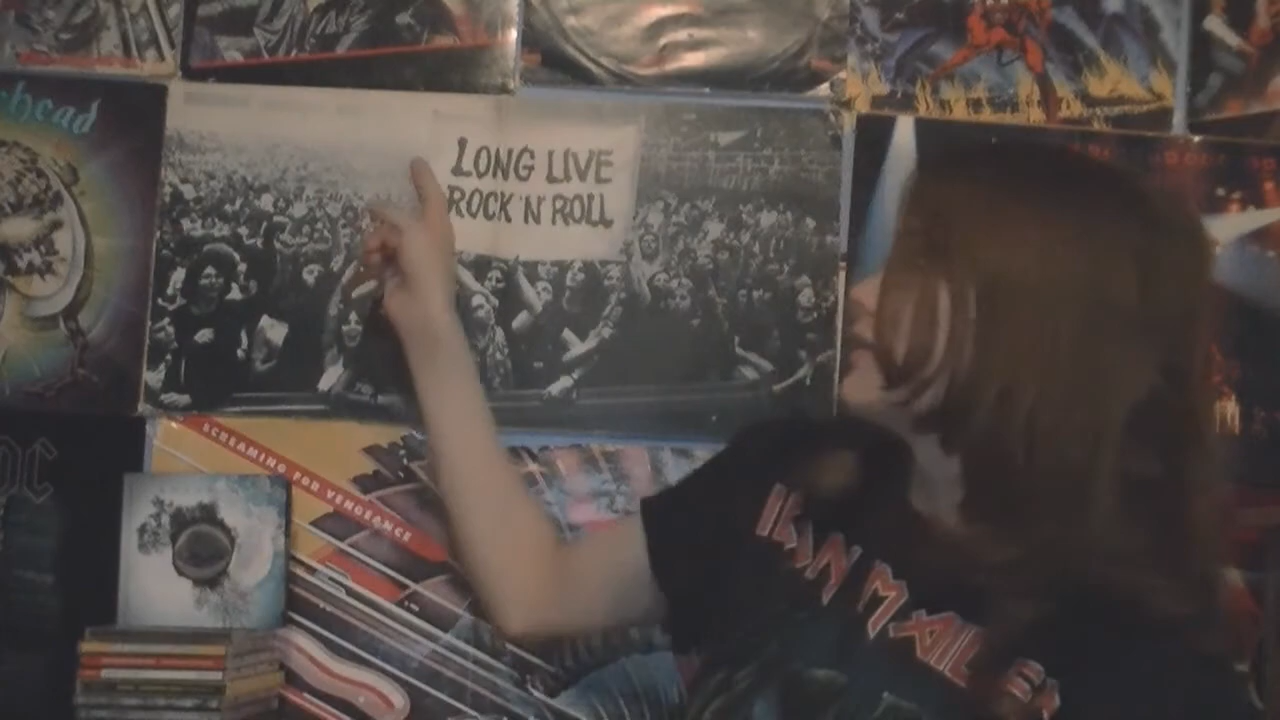 head
LONG LIVE
ROCK 'N' ROLL
SCREAMING FOR VENGEANCE
IRON MAIDEN